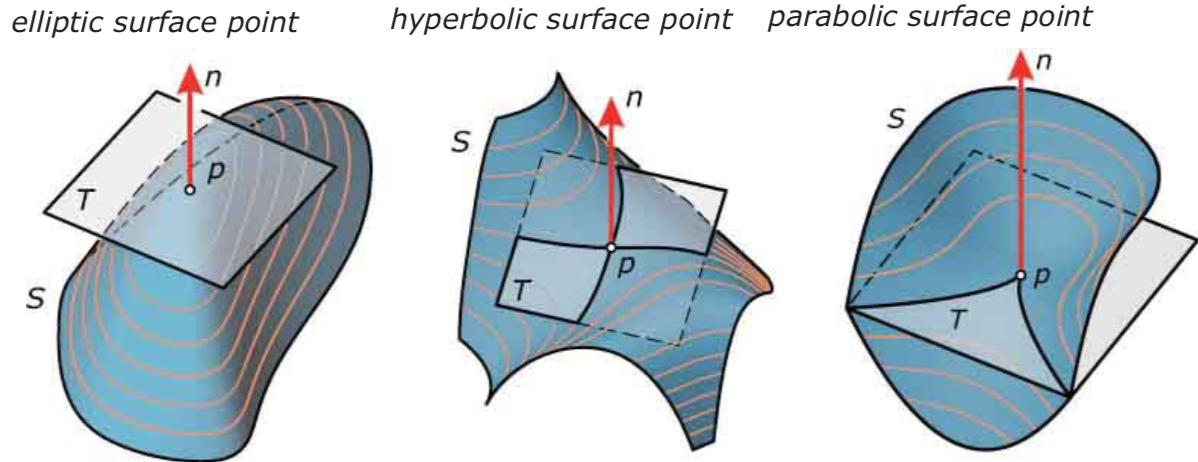 elliptic surface point
hyperbolic surface point
parabolic surface point
n
p
T
S
n
S
p
T
n
S
p
T